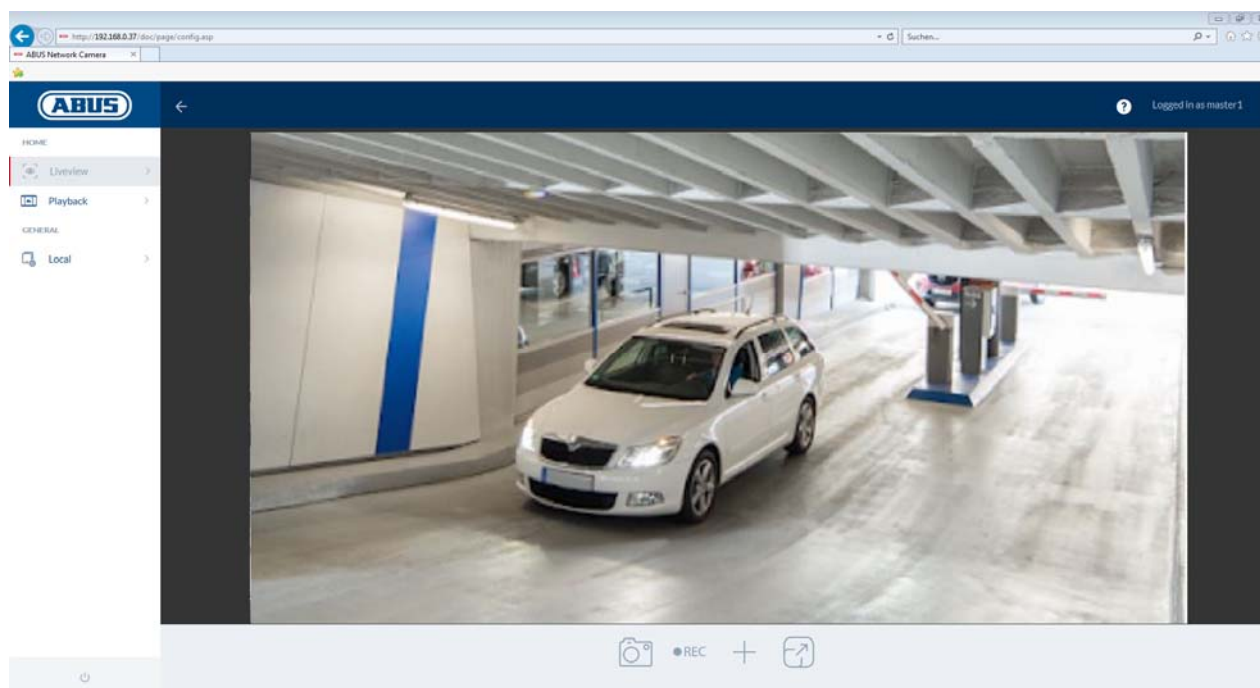 http://192.168.0.37/doc/page/config.asp
Suchen...
ABUS Network Camera
ABUS
?
Logged in as master1
HOME
Liveview
Playback
GENERAL
Local
REC